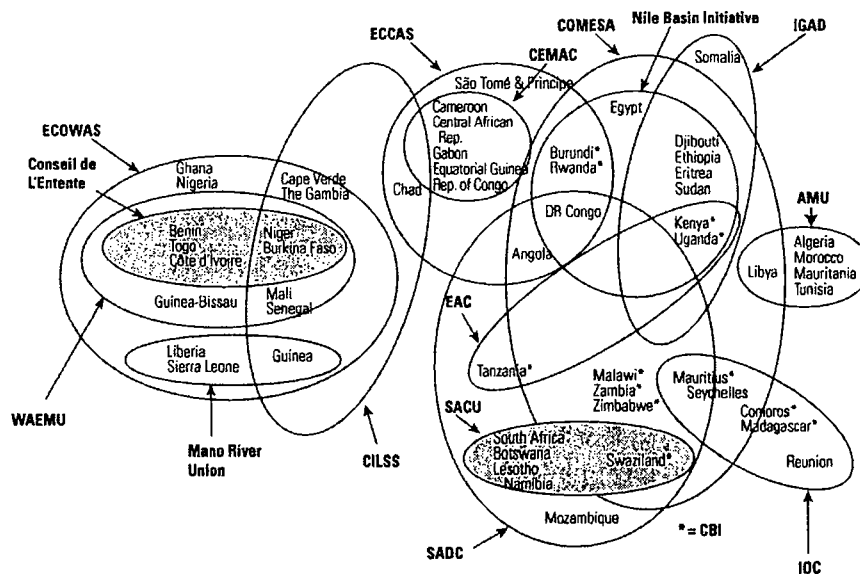 Nile Basin Initiative
COMESA
IGAD
ECCAS
CEMAC
Somalia
São Tomé & Principe
Cameroon
Central African
Rep.
Gabon
Equatorial Guinea
Rep. of Congo
Egypt
ECOWAS
Conseil de
L'Entente
Ghana
Nigeria
Cape Verde
The Gambia
Chad
Burundi*
Rwanda*
Djibouti
Ethiopia
Eritrea
Sudan
DR Congo
Kenya*
Uganda*
AMU
Benin
Togo
Côte d'Ivoire
Niger
Burkina Faso
Angola
Libya
Algeria
Morocco
Mauritania
Tunisia
Guinea-Bissau
Mali
Senegal
EAC
Liberia
Sierra Leone
Guinea
Tanzania*
Malawi*
Zambia*
Zimbabwe*
Mauritius*
Seychelles
Comoros*
Madagascar*
Reunion
WAEMU
Mano River
Union
CILSS
SACU
South Africa
Botswana
Lesotho
Namibia
Swaziland*
Mozambique
* = CBI
SADC
IOC